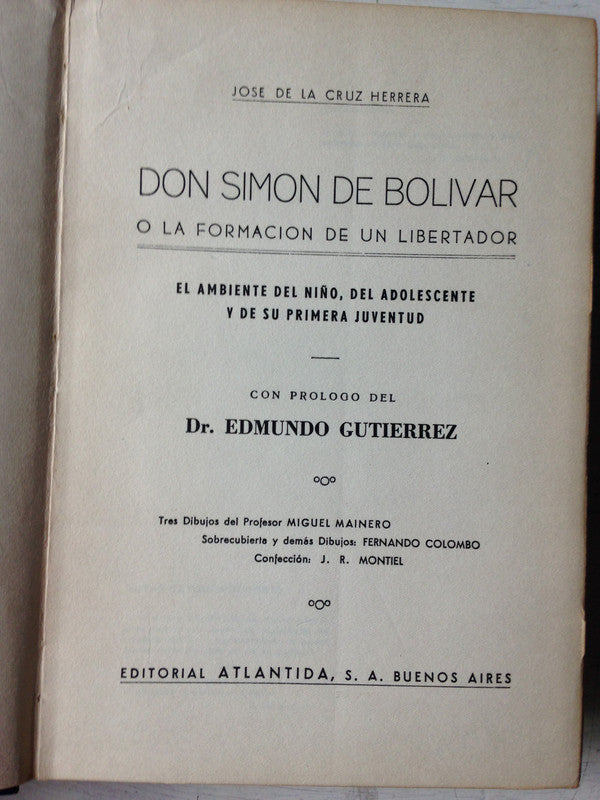 JOSE DE LA CRUZ HERRERA
DON SIMON DE BOLIVAR
O LA FORMACION DE UN LIBERTADOR
EL AMBIENTE DEL NIÑO, DEL ADOLESCENTE
Y DE SU PRIMERA JUVENTUD
CON PROLOGO DEL
Dr. EDMUNDO GUTIERREZ
Tres Dibujos del Profesor MIGUEL MAINERO
Sobrecubierta y demás Dibujos: FERNANDO COLOMBO
Confección: J. R. MONTIEL
EDITORIAL ATLANTIDA, S. A. BUENOS AIRES